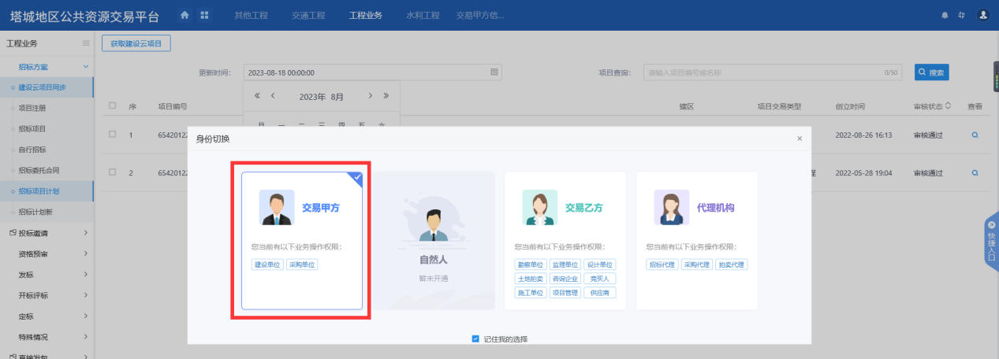 塔城地区公共资源交易平台 其他工程 交通工程 工程业务 水利工程 交易甲方信...
工程业务
获取建设云项目
招标方案
更新时间： 2023-08-18 00:00:00 项目查询： 请输入项目编号或名称 0/50 搜索
建设云项目同步
2023年 8月
项目注册
序 项目编号 辖区 项目交易类型 创立时间 审核状态 查看
日 一 二 三 四 五 六
招标项目
1 65420122 2022-08-26 16:13 审核通过
身份切换 ×
自行招标
招标委托合同
2 65420122 程 2022-05-28 19:04 审核通过
招标项目计划
招标计划新
投标邀请
资格预审
发标
开标评标
定标
特殊情况
直接发包
交易甲方
您当前有以下业务操作权限：
建设单位 采购单位
自然人
暂未开通
交易乙方
您当前有以下业务操作权限：
勘察单位 监理单位 设计单位
土地拍卖 咨询企业 竞买人
施工单位 项目管理 供应商
代理机构
您当前有以下业务操作权限：
招标代理 采购代理 拍卖代理
记住我的选择
快捷入口